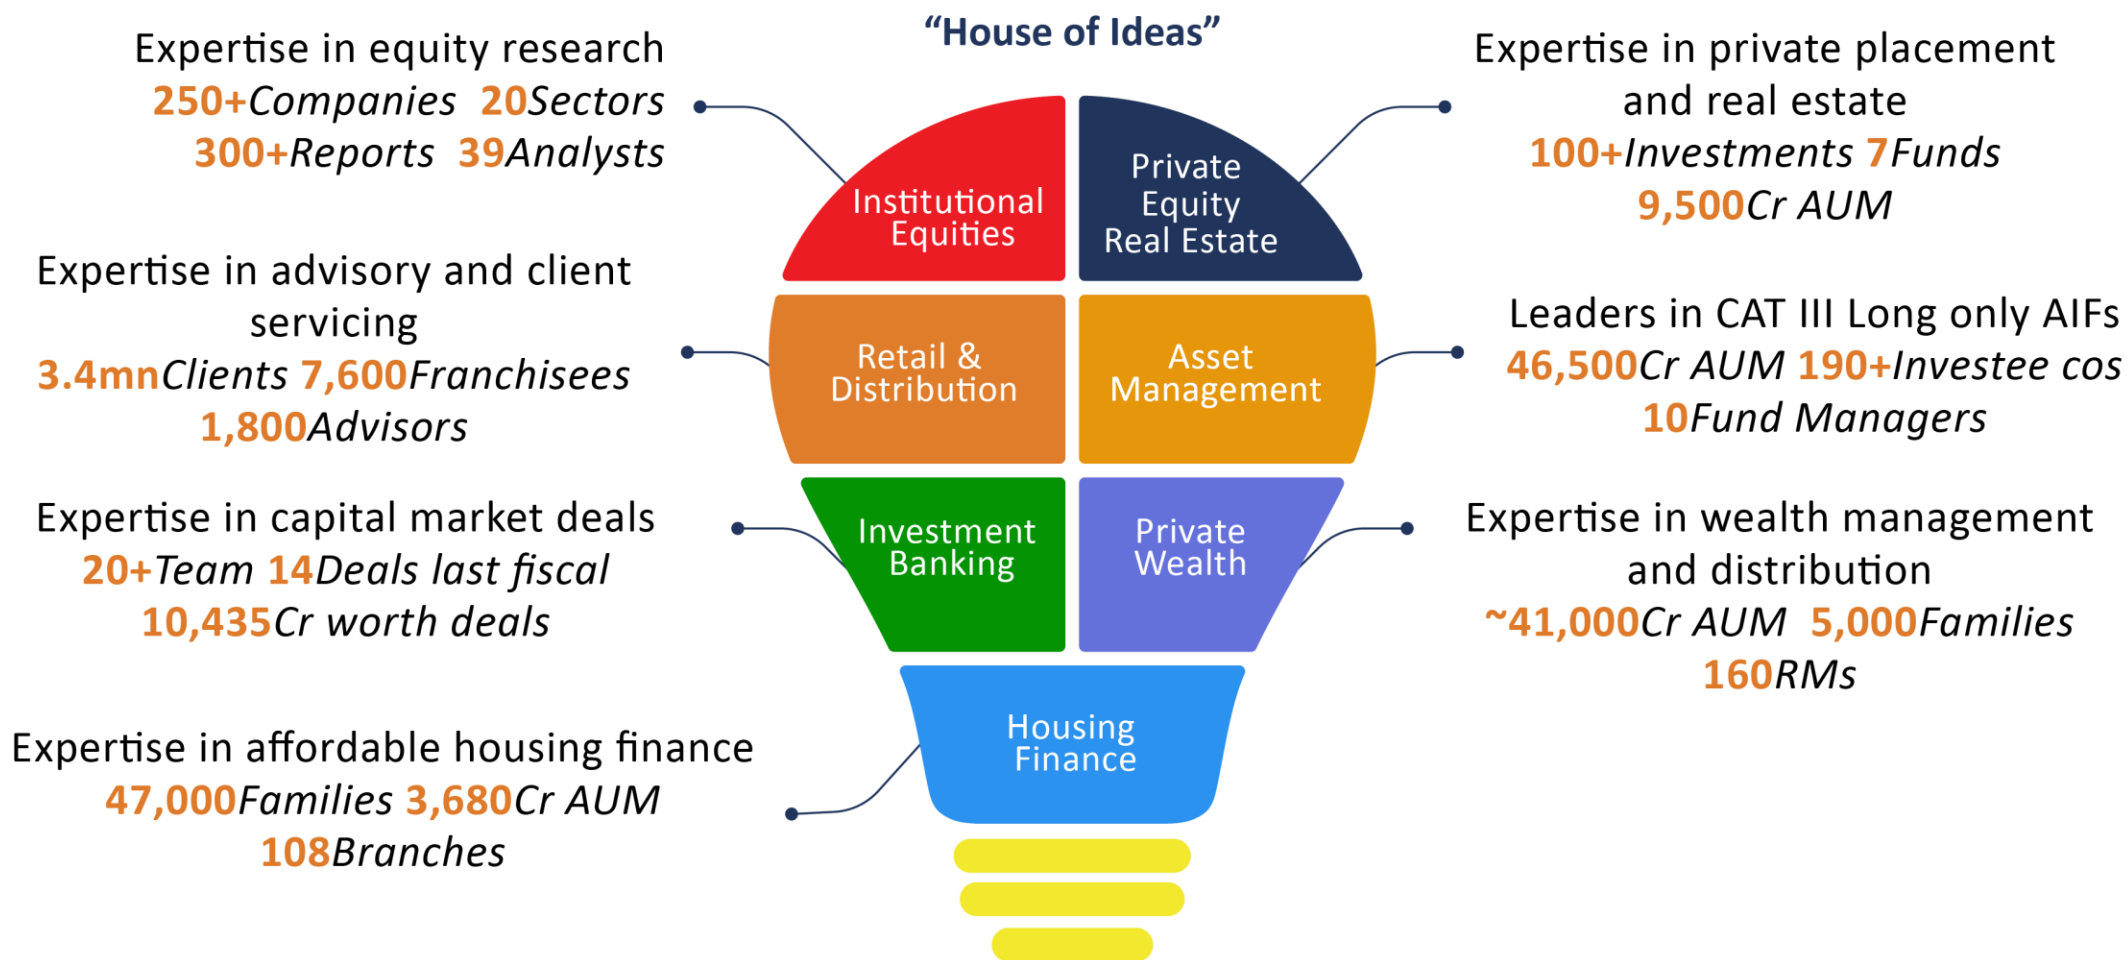 “House of Ideas”
Expertise in equity research
250+Companies 20Sectors
300+Reports 39Analysts
Expertise in advisory and client
servicing
3.4mnClients 7,600Franchisees
1,800Advisors
Expertise in capital market deals
20+Team 14Deals last fiscal
10,435Cr worth deals
Expertise in affordable housing finance
47,000Families 3,680Cr AUM
108Branches
Institutional
Equities
Private
Equity
Real Estate
Retail &
Distribution
Asset
Management
Investment
Banking
Private
Wealth
Housing
Finance
Expertise in private placement
and real estate
100+Investments 7Funds
9,500Cr AUM
Leaders in CAT III Long only AIFs
46,500Cr AUM 190+Investee cos
10Fund Managers
Expertise in wealth management
and distribution
~41,000Cr AUM 5,000Families
160RMs